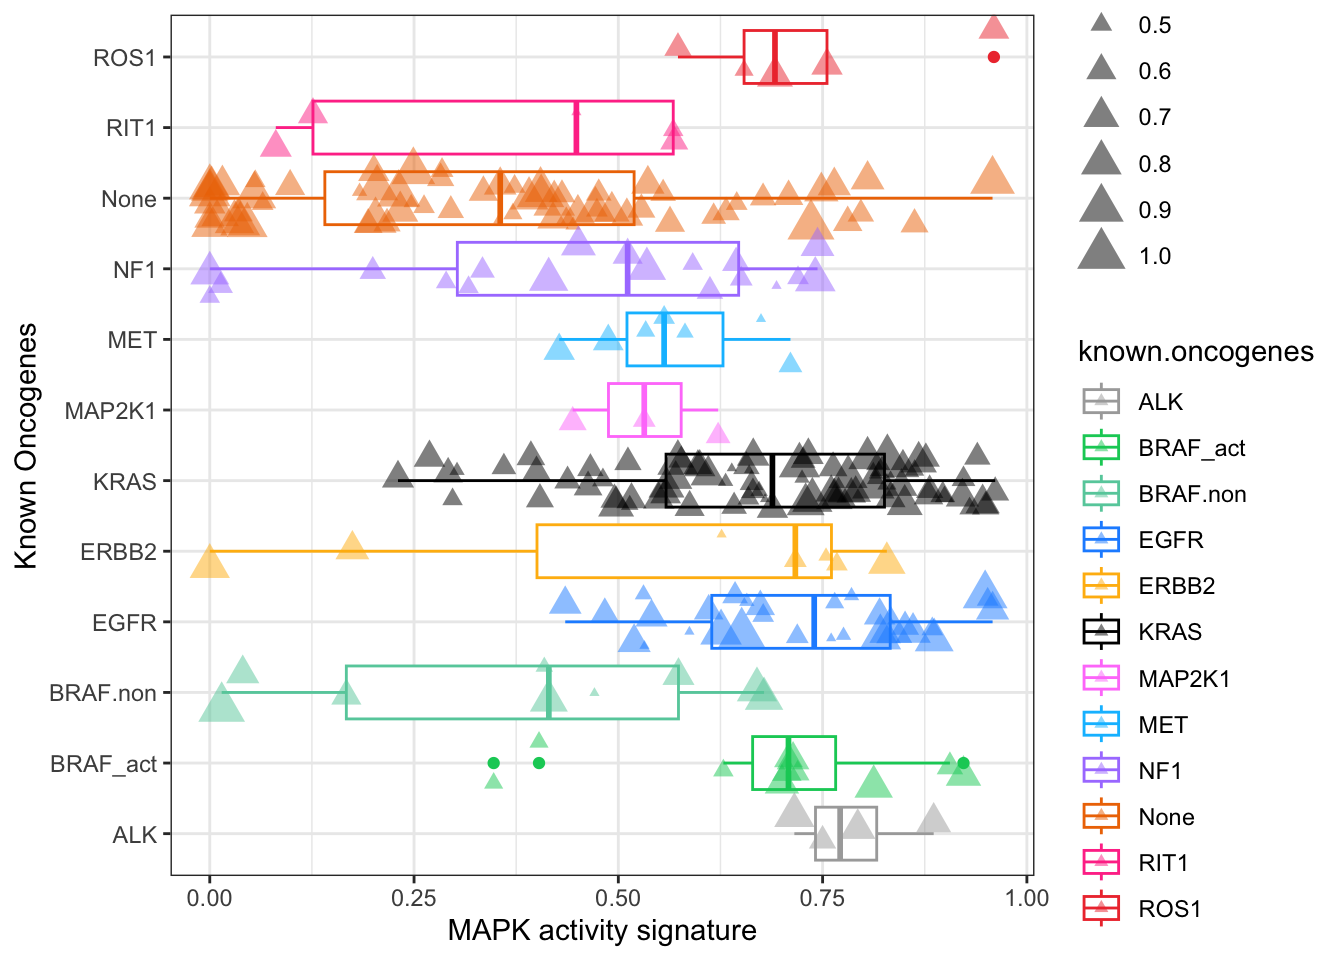 Known Oncogenes
ROS1
RIT1
None
NF1
MET
MAP2K1
KRAS
ERBB2
EGFR
BRAF.non
BRAF_act
ALK
0.00
0.25
0.50
0.75
1.00
MAPK activity signature
0.5
0.6
0.7
0.8
0.9
1.0
known.oncogenes
ALK
BRAF_act
BRAF.non
EGFR
ERBB2
KRAS
MAP2K1
MET
NF1
None
RIT1
ROS1